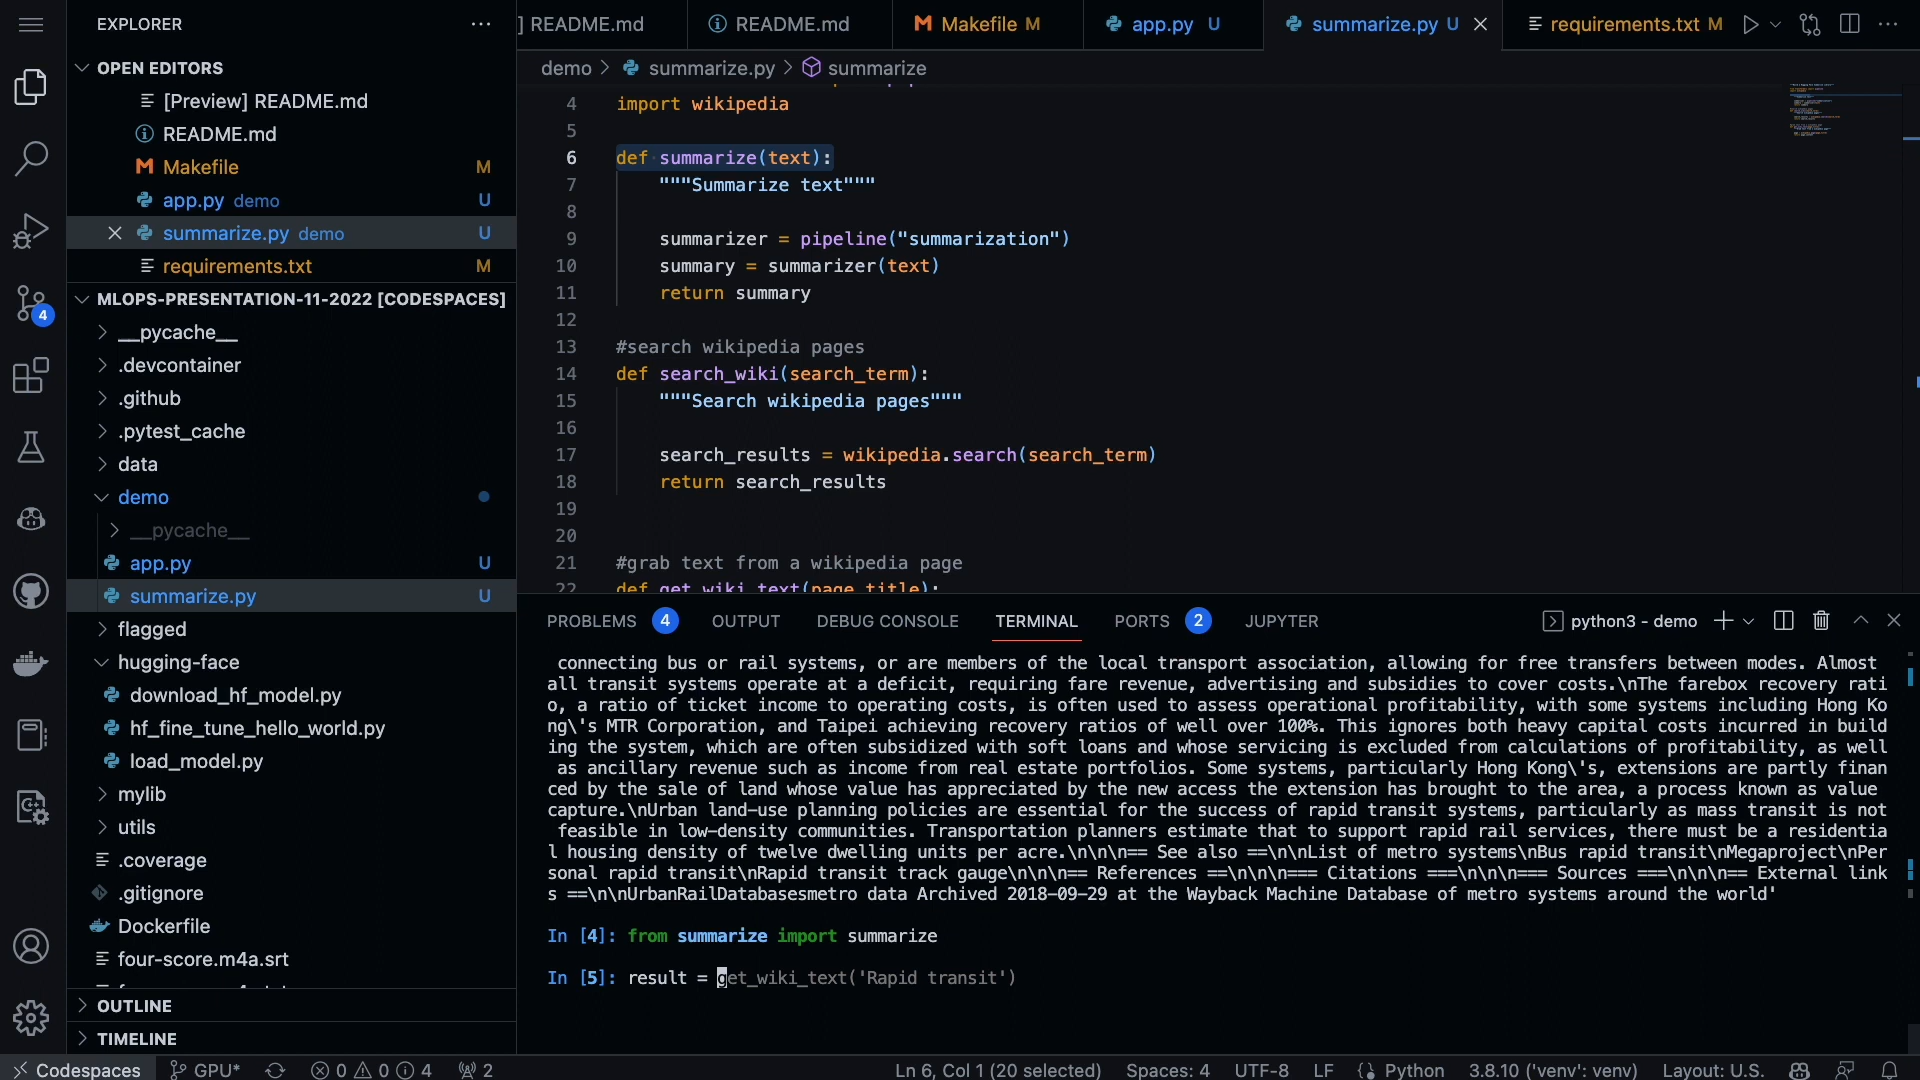 EXPLORER
OPEN EDITORS
[Preview] README.md
README.md
Makefile M
app.py demo U
summarize.py demo U
requirements.txt M
MLOPS-PRESENTATION-11-2022 [CODESPACES]
__pycache__
.devcontainer
.github
.pytest_cache
data
demo
__pycache__
app.py U
summarize.py U
flagged
hugging-face
download_hf_model.py
hf_fine_tune_hello_world.py
load_model.py
mylib
utils
.coverage
.gitignore
Dockerfile
four-score.m4a.srt
OUTLINE
TIMELINE
4
] README.md
README.md
Makefile M
app.py U
summarize.py U
requirements.txt M
demo > summarize.py > summarize
4 import wikipedia
5
6 def summarize(text):
7 """Summarize text"""
8
9 summarizer = pipeline("summarization")
10 summary = summarizer(text)
11 return summary
12
13 #search wikipedia pages
14 def search_wiki(search_term):
15 """Search wikipedia pages"""
16
17 search_results = wikipedia.search(search_term)
18 return search_results
19
20
21 #grab text from a wikipedia page
22 def get_wiki_text(page_title):
PROBLEMS 4 OUTPUT DEBUG CONSOLE TERMINAL PORTS 2 JUPYTER
python3 - demo
connecting bus or rail systems, or are members of the local transport association, allowing for free transfers between modes. Almost
all transit systems operate at a deficit, requiring fare revenue, advertising and subsidies to cover costs.\nThe farebox recovery rati
o, a ratio of ticket income to operating costs, is often used to assess operational profitability, with some systems including Hong Ko
ng\'s MTR Corporation, and Taipei achieving recovery ratios of well over 100%. This ignores both heavy capital costs incurred in build
ing the system, which are often subsidized with soft loans and whose servicing is excluded from calculations of profitability, as well
as ancillary revenue such as income from real estate portfolios. Some systems, particularly Hong Kong\'s, extensions are partly finan
ced by the sale of land whose value has appreciated by the new access the extension has brought to the area, a process known as value
capture.\nUrban land-use planning policies are essential for the success of rapid transit systems, particularly as mass transit is not
feasible in low-density communities. Transportation planners estimate that to support rapid rail services, there must be a residentia
l housing density of twelve dwelling units per acre.\n\n\n== See also ==\n\nList of metro systems\nBus rapid transit\nMegaproject\nPer
sonal rapid transit\nRapid transit track gauge\n\n\n== References ==\n\n\n=== Citations ===\n\n\n=== Sources ===\n\n\n== External link
s ==\n\nUrbanRailDatabasesmetro data Archived 2018-09-29 at the Wayback Machine Database of metro systems around the world'
In [4]: from summarize import summarize
In [5]: result = get_wiki_text('Rapid transit')
Codespaces GPU* 0 0 4 2 Ln 6, Col 1 (20 selected) Spaces: 4 UTF-8 LF Python 3.8.10 ('venv': venv) Layout: U.S.